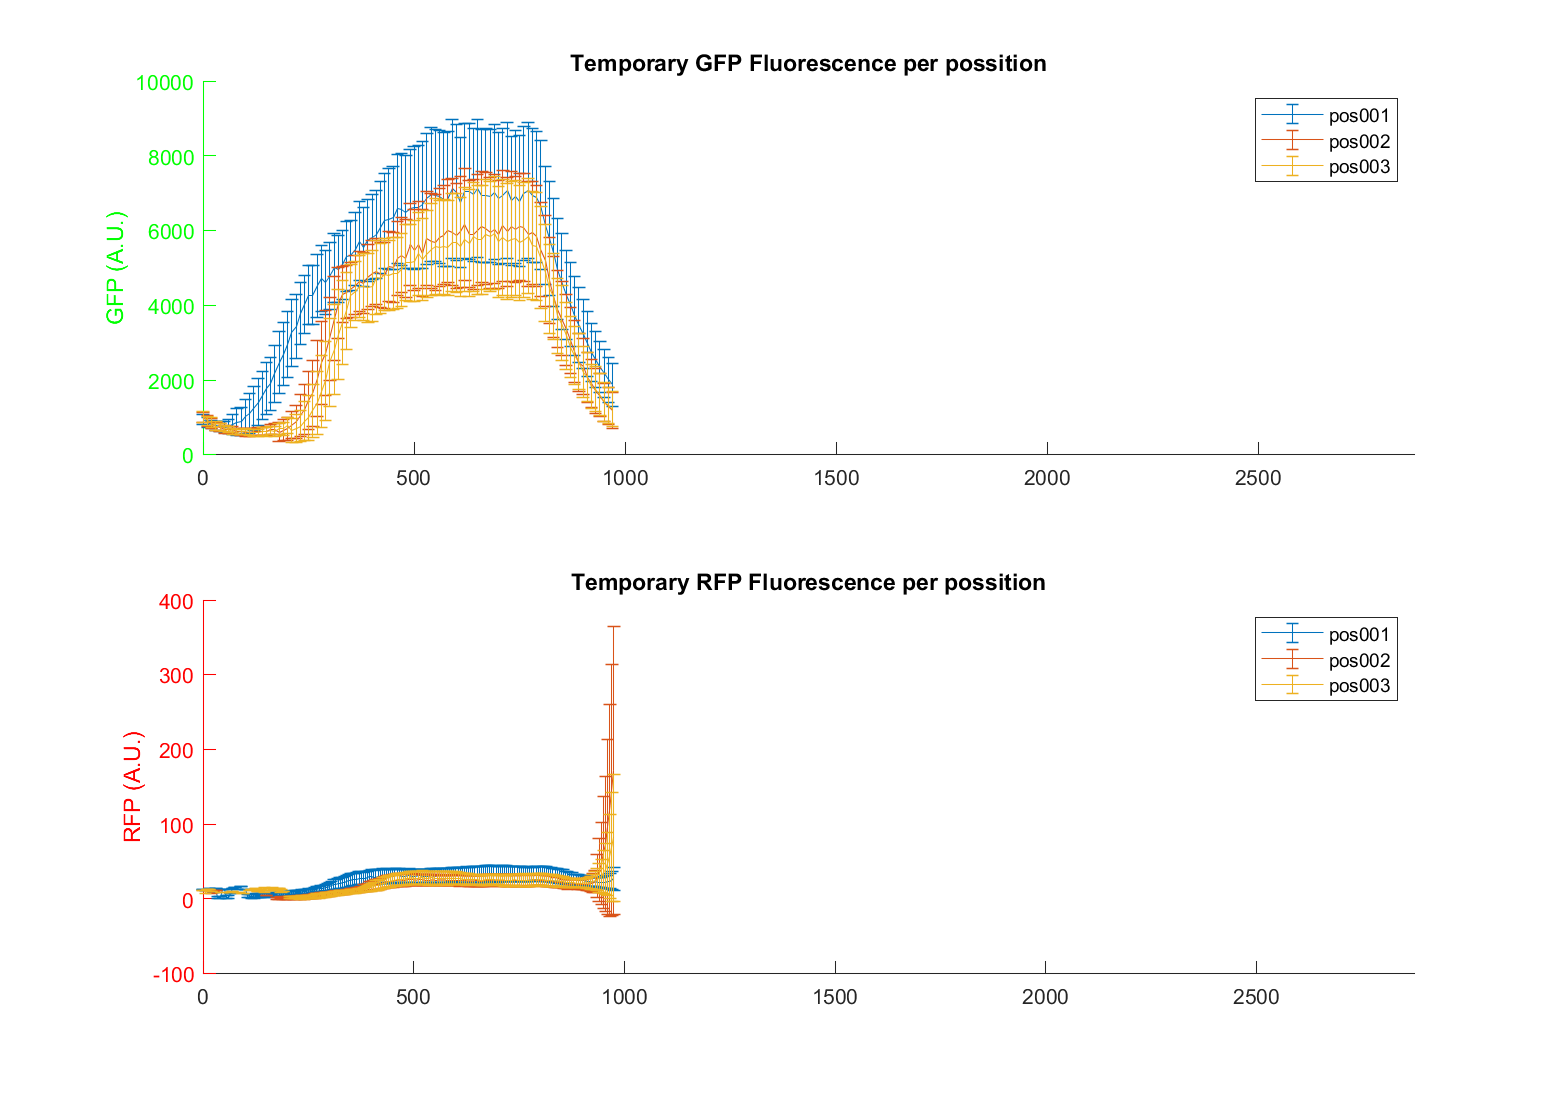 Temporary GFP Fluorescence per possition
10000
8000
6000
4000
2000
0
GFP (A.U.)
0 500 1000 1500 2000 2500
pos001
pos002
pos003
Temporary RFP Fluorescence per possition
400
300
200
100
0
-100
RFP (A.U.)
0 500 1000 1500 2000 2500
pos001
pos002
pos003